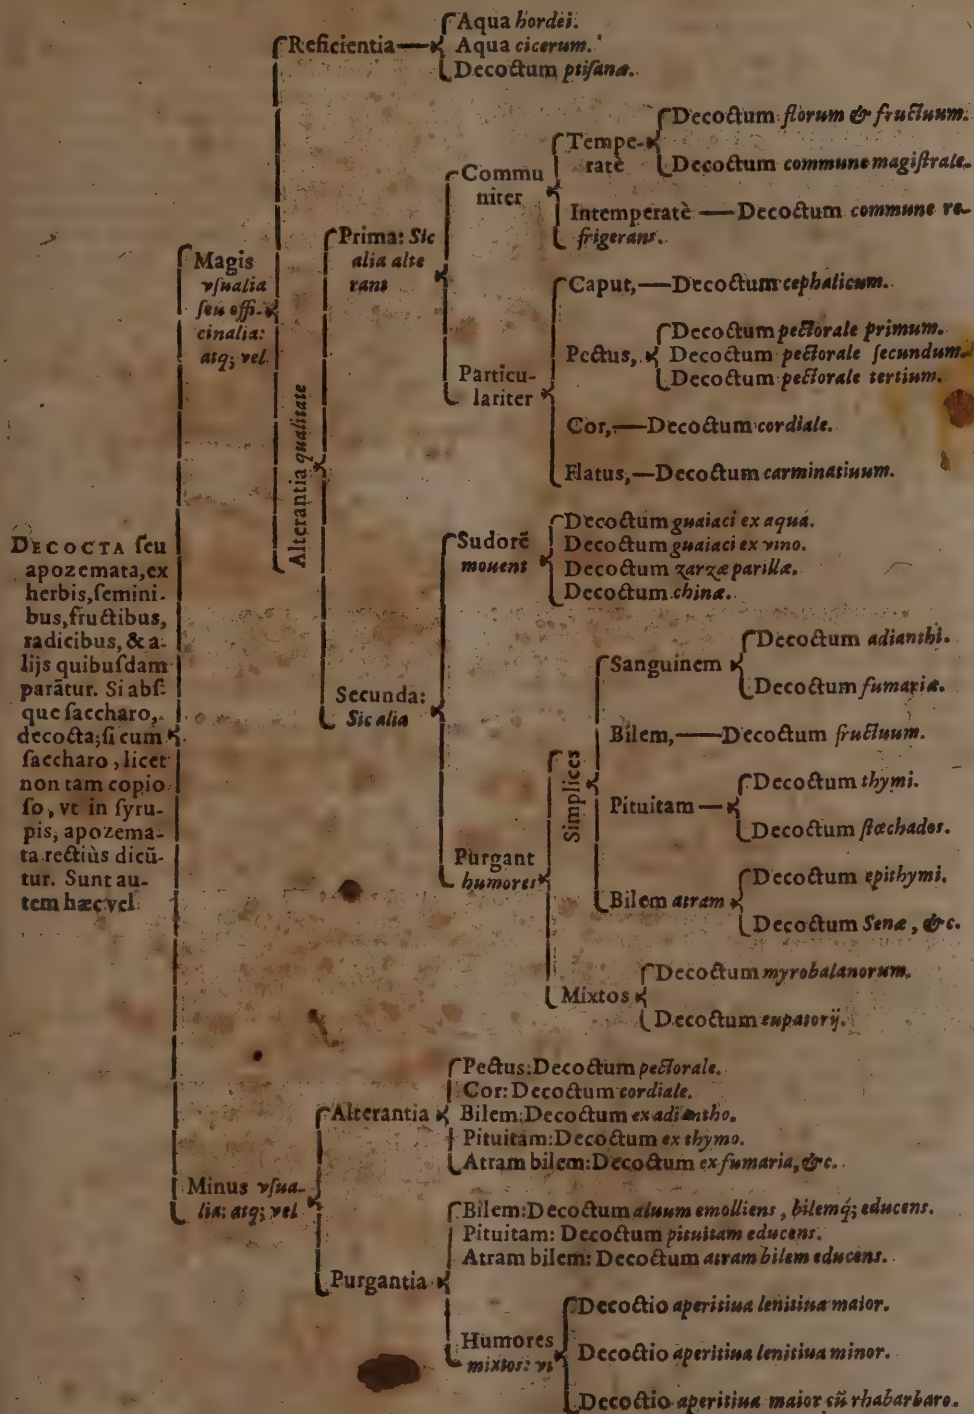 Reficientia
Aqua hordei.
Aqua cicerum.
Decoctum ptisanæ.
DECOCTA seu
apozemata, ex
herbis, semini-
bus, fructibus,
radicibus, & a-
lijs quibusdam
parãtur. Si abs-
que saccharo,
decocta; si cum
saccharo, licet
non tam copio
so, vt in syru-
pis, apozema-
ta rectiùs dicũ-
tur. Sunt au-
tem hæc vel
Magis
vsualia
seu offi-
cinalia:
atq; vel
Alterantia qualitate
Prima: Sic
alia alte
rant
Commu
niter
Tempe-
ratè
Decoctum florum & fructuum.
Decoctum commune magistrale.
Intemperatè — Decoctum commune re-
frigerans.
Particu-
lariter
Caput, — Decoctum cephalicum.
Pectus,
Decoctum pectorale primum.
Decoctum pectorale secundum.
Decoctum pectorale tertium.
Cor, — Decoctum cordiale.
Flatus, — Decoctum carminatiuum.
Secunda:
Sic alia
Sudorẽ
mouent
Decoctum guaiaci ex aqua.
Decoctum guaiaci ex vino.
Decoctum zarzæ parillæ.
Decoctum chinæ.
Purgant
humores
Simplices
Sanguinem
Decoctum adianthi.
Decoctum fumariæ.
Bilem, — Decoctum fructuum.
Pituitam
Decoctum thymi.
Decoctum stœchados.
Bilem atram
Decoctum epithymi.
Decoctum Senæ, &c.
Mixtos
Decoctum myrobalanorum.
Decoctum eupatorij.
Minus vsua-
lia: atq; vel
Alterantia
Pectus: Decoctum pectorale.
Cor: Decoctum cordiale.
Bilem: Decoctum ex adiantho.
Pituitam: Decoctum ex thymo.
Atram bilem: Decoctum ex fumaria, &c.
Purgantia
Bilem: Decoctum aluum emolliens, bilemq; educens.
Pituitam: Decoctum pituitam educens.
Atram bilem: Decoctum atram bilem educens.
Humores
mixtos: vt
Decoctio aperitiua lenitiua maior.
Decoctio aperitiua lenitiua minor.
Decoctio aperitiua maior cũ rhabarbaro.